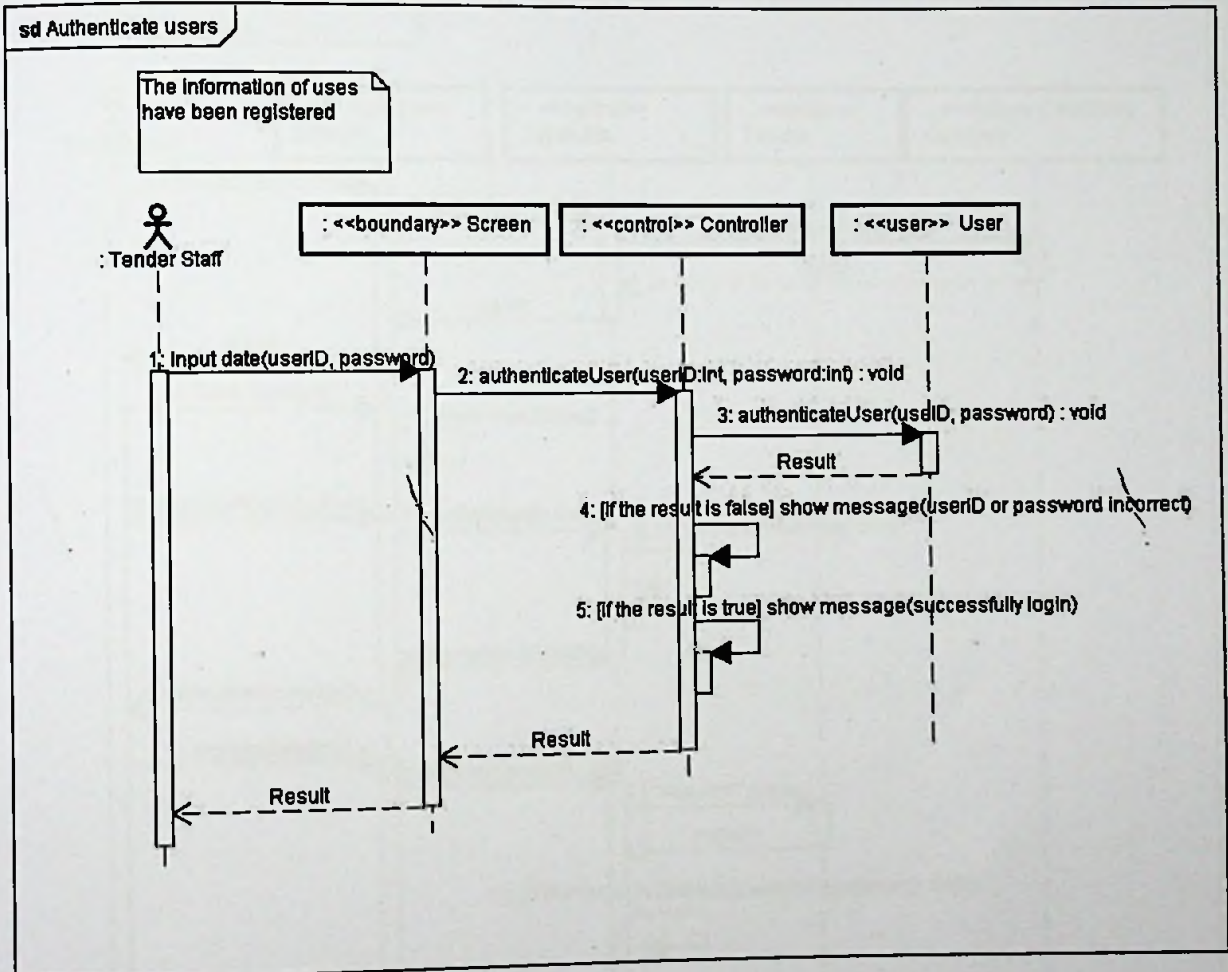 sd Authenticate users
The information of uses
have been registered
: Tender Staff
: <<boundary>> Screen
: <<control>> Controller
: <<user>> User
1: Input date(userID, password)
2: authenticateUser(userID:int, password:int) : void
3: authenticateUser(useID, password) : void
Result
4: [if the result is false] show message(userID or password incorrect)
5: [if the result is true] show message(successfully login)
Result
Result